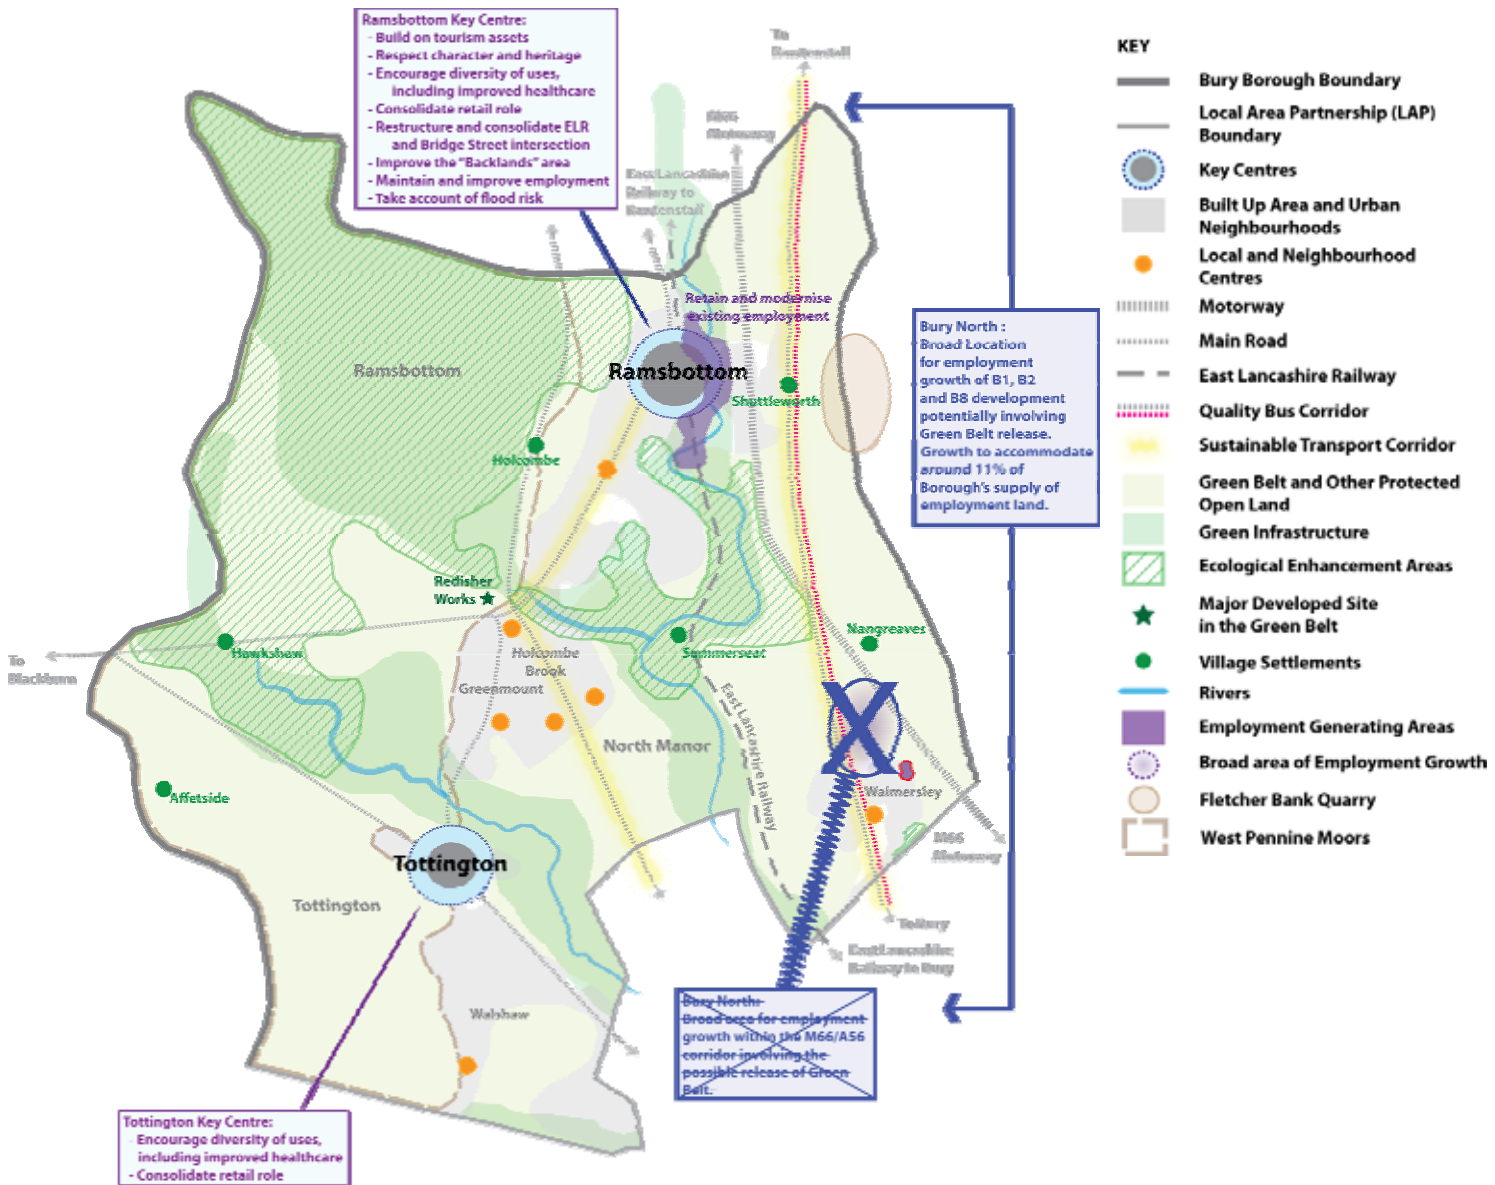 Ramsbottom Key Centre:
- Build on tourism assets
- Respect character and heritage
- Encourage diversity of uses,
including improved healthcare
- Consolidate retail role
- Restructure and consolidate ELR
and Bridge Street intersection
- Improve the "Backlands" area
- Maintain and improve employment
- Take account of flood risk
To
M66
Motorway
East Lancashire
Railway to
Rawtenstall
Retain and modernise
existing employment
Ramsbottom
Ramsbottom
Shuttleworth
Holcombe
Redisher
Works
Hawkshaw
To
Blackburn
Holcombe
Brook
Greenmount
Summerseat
Nangreaves
North Manor
East Lancashire Railway
Affetside
Walmersley
M66
Motorway
Tottington
Tottington
To Bury
East Lancashire
Railway to Bury
Walshaw
Bury North :
Broad Location
for employment
growth of B1, B2
and B8 development
potentially involving
Green Belt release.
Growth to accommodate
around 11% of
Borough's supply of
employment land.
Bury North:
Broad area for employment
growth within the M66/A56
corridor involving the
possible release of Green
Belt.
Tottington Key Centre:
- Encourage diversity of uses,
including improved healthcare
- Consolidate retail role
KEY
Bury Borough Boundary
Local Area Partnership (LAP)
Boundary
Key Centres
Built Up Area and Urban
Neighbourhoods
Local and Neighbourhood
Centres
Motorway
Main Road
East Lancashire Railway
Quality Bus Corridor
Sustainable Transport Corridor
Green Belt and Other Protected
Open Land
Green Infrastructure
Ecological Enhancement Areas
Major Developed Site
in the Green Belt
Village Settlements
Rivers
Employment Generating Areas
Broad area of Employment Growth
Fletcher Bank Quarry
West Pennine Moors